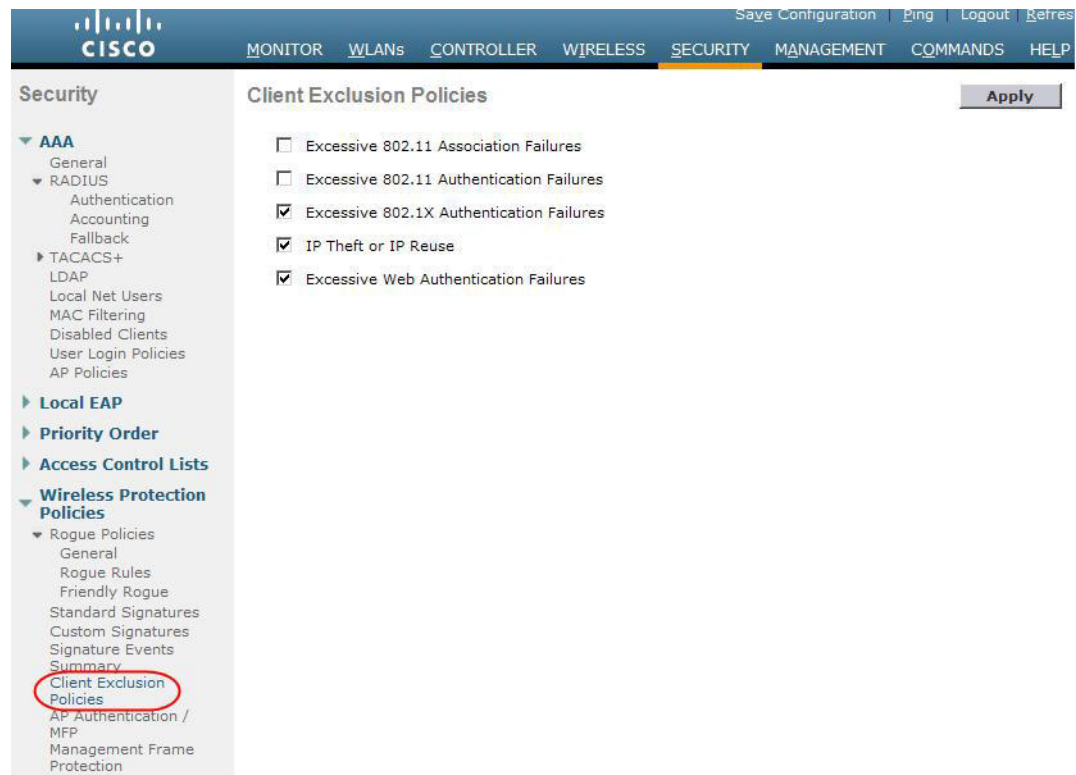 Save Configuration | Ping | Logout | Refres
CISCO
MONITOR WLANs CONTROLLER WIRELESS SECURITY MANAGEMENT COMMANDS HELP
Security
AAA
General
RADIUS
Authentication
Accounting
Fallback
TACACS+
LDAP
Local Net Users
MAC Filtering
Disabled Clients
User Login Policies
AP Policies
Local EAP
Priority Order
Access Control Lists
Wireless Protection
Policies
Rogue Policies
General
Rogue Rules
Friendly Rogue
Standard Signatures
Custom Signatures
Signature Events
Summary
Client Exclusion
Policies
AP Authentication /
MFP
Management Frame
Protection
Client Exclusion Policies
Apply
Excessive 802.11 Association Failures
Excessive 802.11 Authentication Failures
Excessive 802.1X Authentication Failures
IP Theft or IP Reuse
Excessive Web Authentication Failures